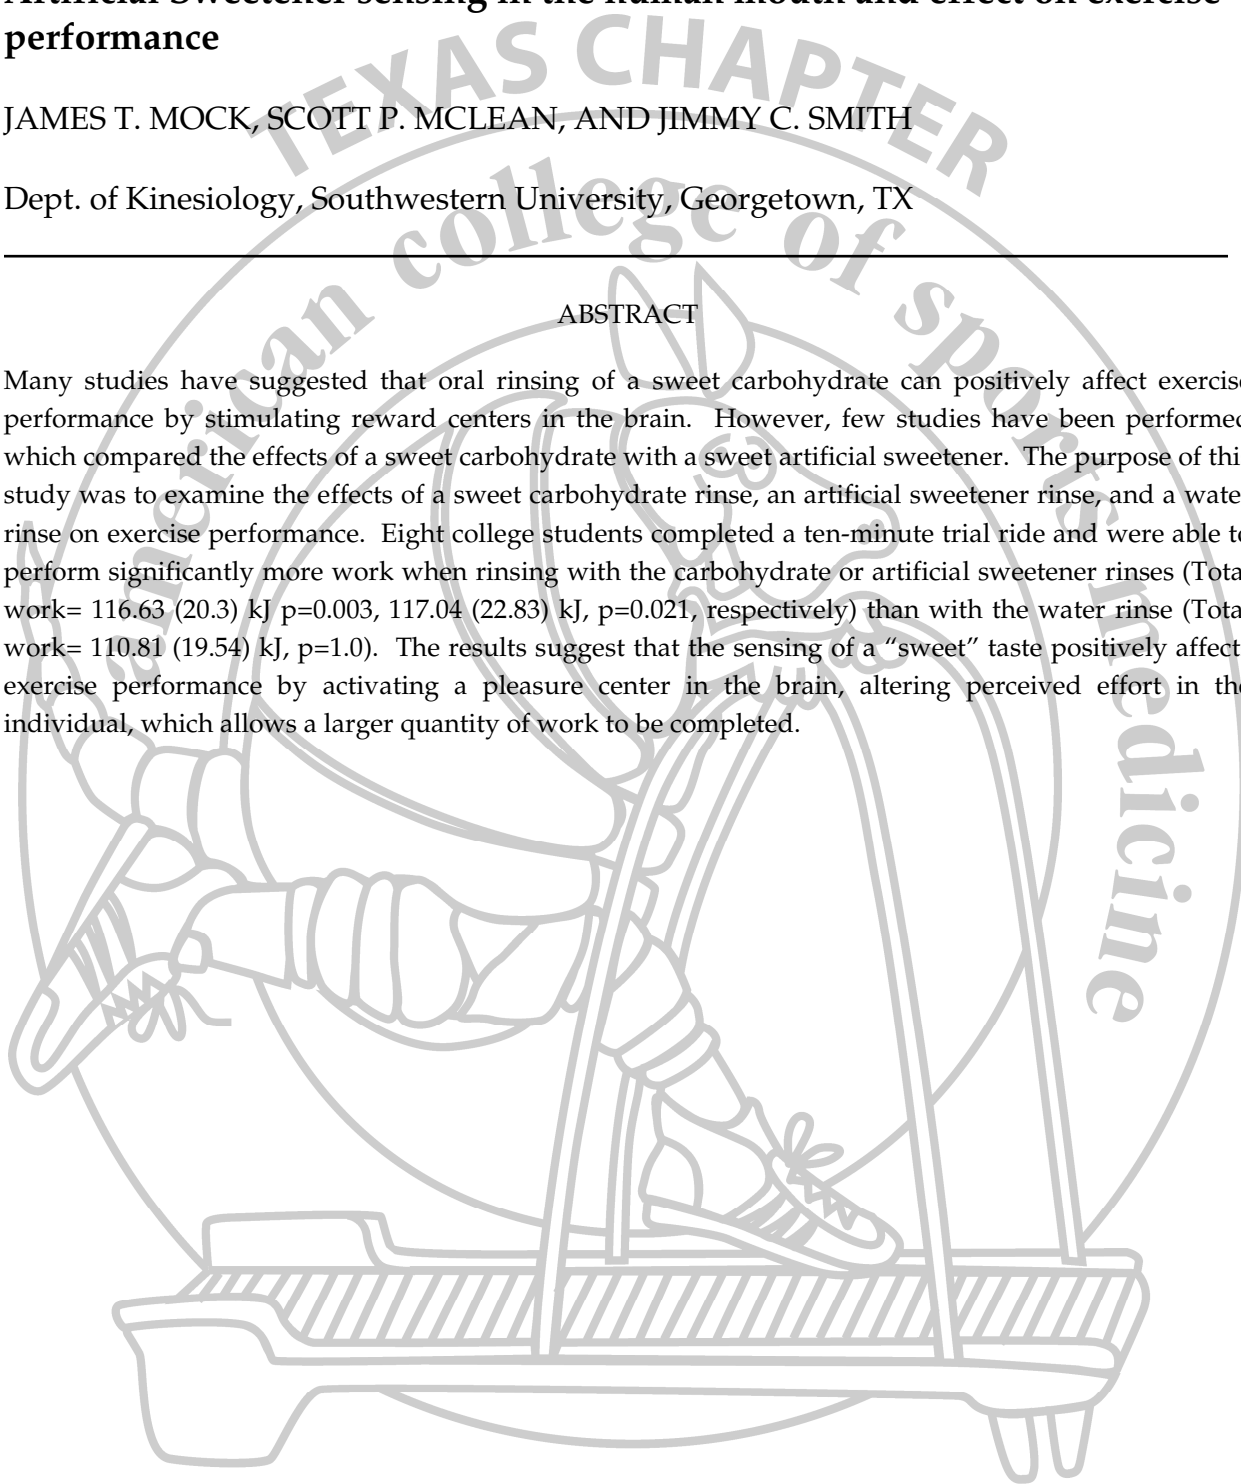 Artificial Sweetener sensing in the human mouth and effect on exercise
performance
JAMES T. MOCK, SCOTT P. MCLEAN, AND JIMMY C. SMITH
Dept. of Kinesiology, Southwestern University, Georgetown, TX
ABSTRACT
Many studies have suggested that oral rinsing of a sweet carbohydrate can positively affect exercise
performance by stimulating reward centers in the brain. However, few studies have been performed
which compared the effects of a sweet carbohydrate with a sweet artificial sweetener. The purpose of thi
study was to examine the effects of a sweet carbohydrate rinse, an artificial sweetener rinse, and a wate
rinse on exercise performance. Eight college students completed a ten-minute trial ride and were able to
perform significantly more work when rinsing with the carbohydrate or artificial sweetener rinses (Tota
work= 116.63 (20.3) kJ p=0.003, 117.04 (22.83) kJ, p=0.021, respectively) than with the water rinse (Tota
work= 110.81 (19.54) kJ, p=1.0). The results suggest that the sensing of a “sweet” taste positively affect
exercise performance by activating a pleasure center in the brain, altering perceived effort in the
individual, which allows a larger quantity of work to be completed.
TEXAS CHAPTER
american college of sports medicine